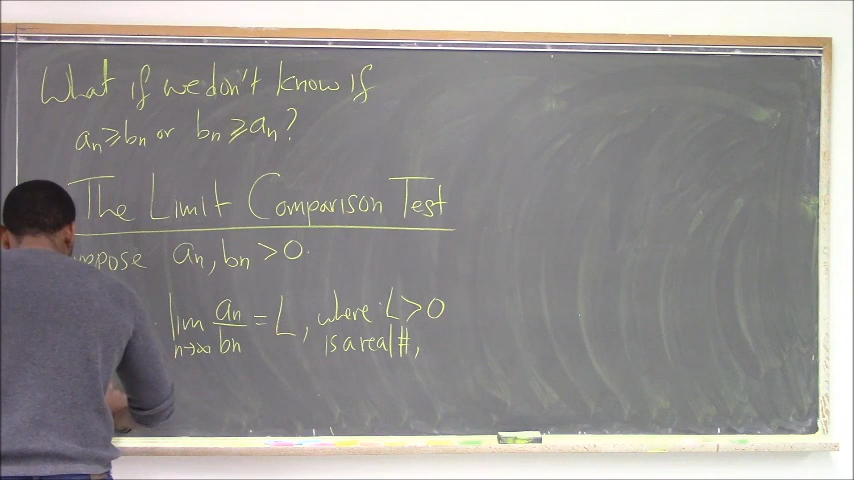 What if we don't know if
an ≥ bn or bn ≥ an?
The Limit Comparison Test
an, bn > 0.
lim n→∞ an/bn = L, where L > 0
is a real #,